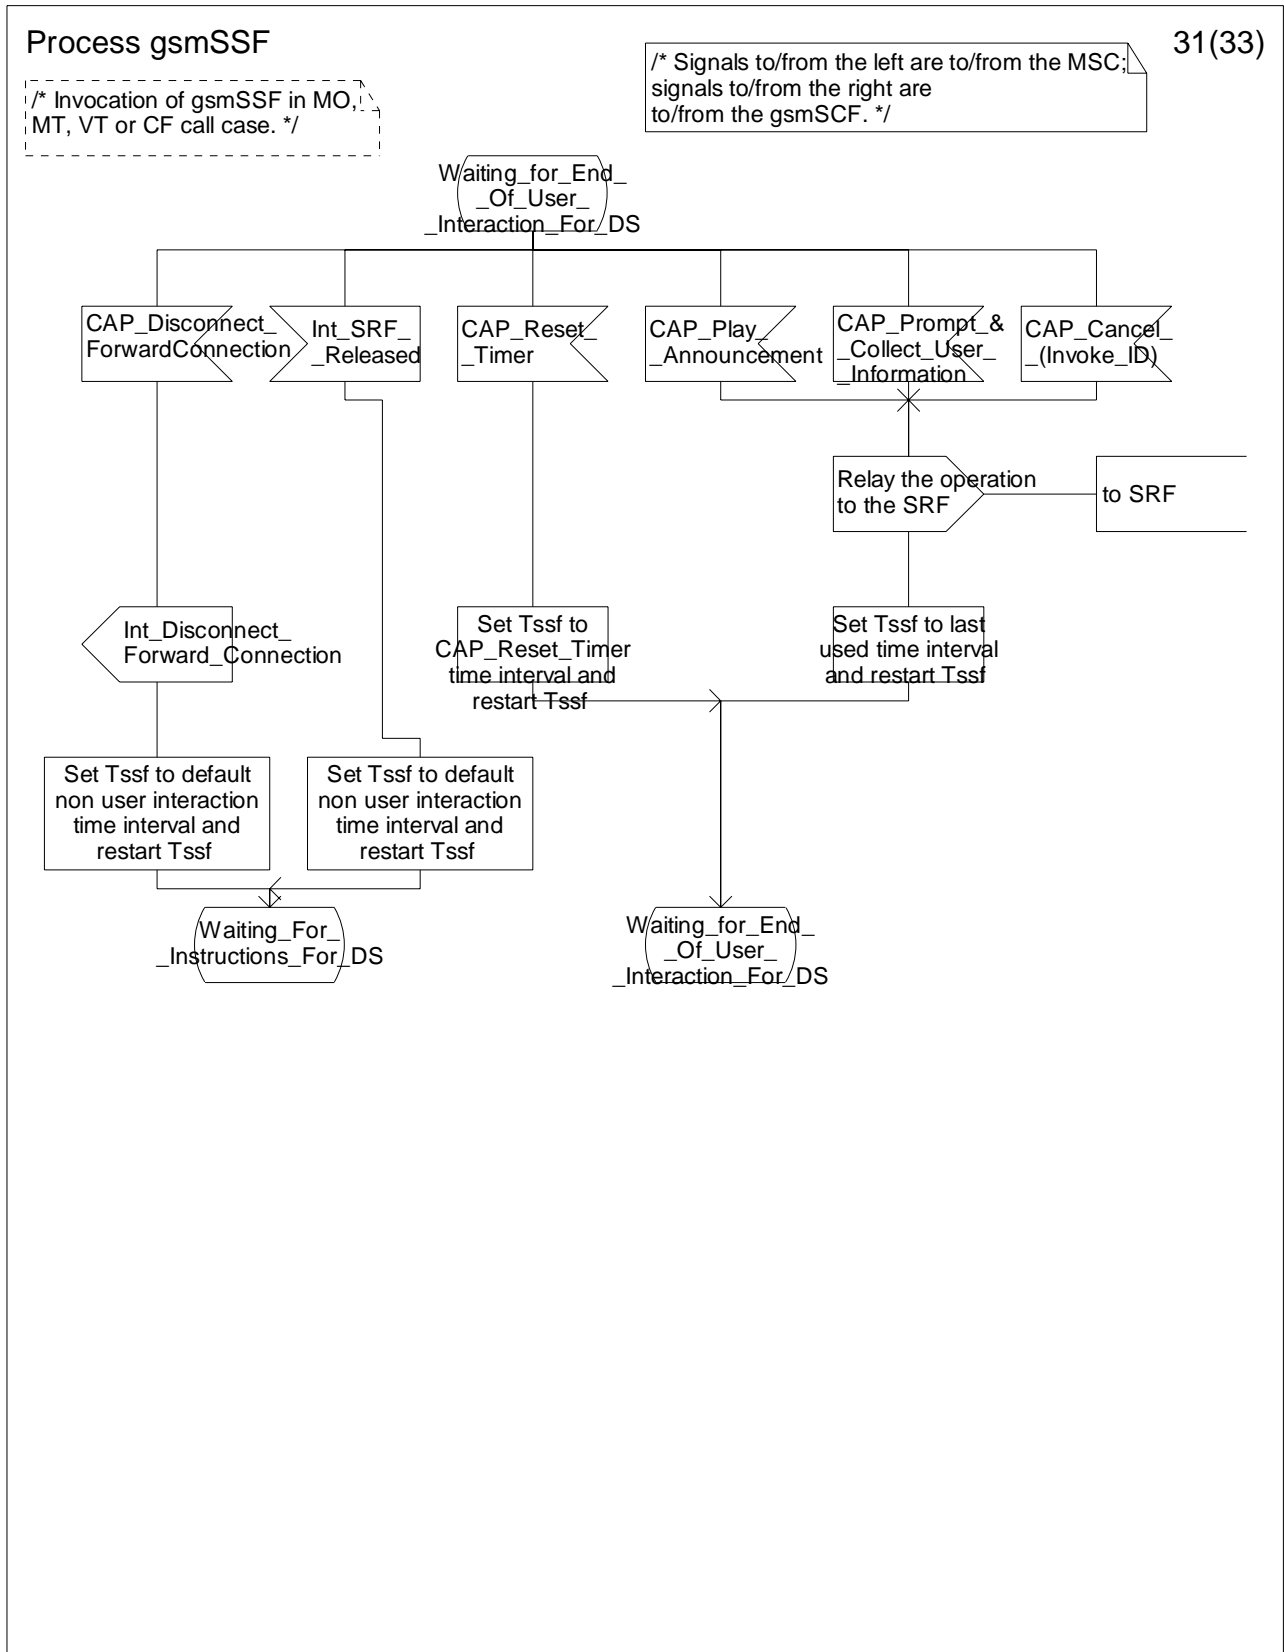 Process gsmSSF
31(33)
/* Invocation of gsmSSF in MO,
MT, VT or CF call case. */
/* Signals to/from the left are to/from the MSC;
signals to/from the right are
to/from the gsmSCF. */
Waiting_for_End_
_Of_User_
_Interaction_For_DS
CAP_Disconnect_
ForwardConnection
Int_SRF_
_Released
CAP_Reset_
_Timer
CAP_Play_
_Announcement
CAP_Prompt_&
_Collect_User_
_Information
CAP_Cancel_
_(Invoke_ID)
Relay the operation
to the SRF
to SRF
Int_Disconnect_
Forward_Connection
Set Tssf to
CAP_Reset_Timer
time interval and
restart Tssf
Set Tssf to last
used time interval
and restart Tssf
Set Tssf to default
non user interaction
time interval and
restart Tssf
Set Tssf to default
non user interaction
time interval and
restart Tssf
Waiting_For_
_Instructions_For_DS
Waiting_for_End_
_Of_User_
_Interaction_For_DS